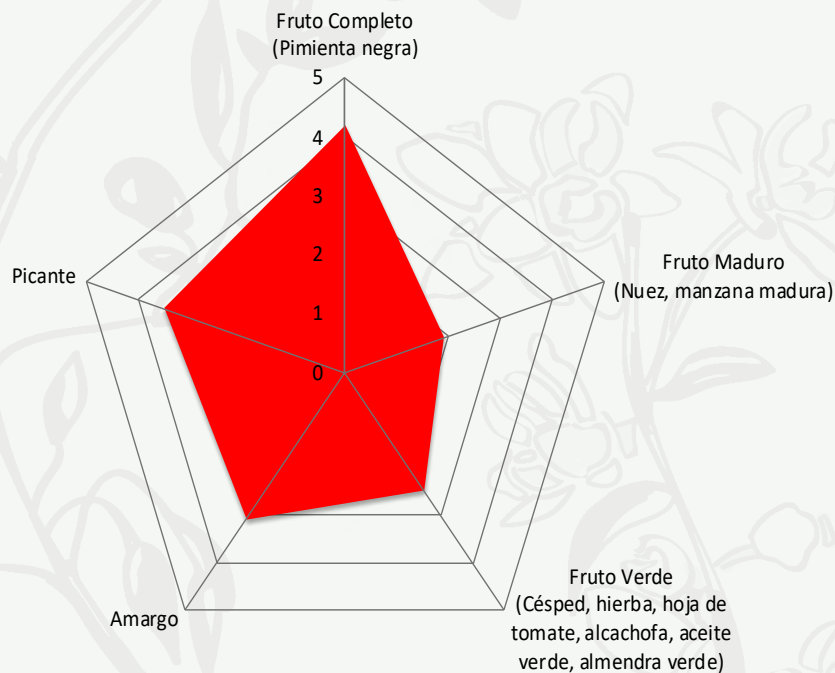 Fruto Completo
(Pimienta negra)
5
4
3
2
1
0
Fruto Maduro
(Nuez, manzana madura)
Picante
Fruto Verde
(Césped, hierba, hoja de
tomate, alcachofa, aceite
verde, almendra verde)
Amargo